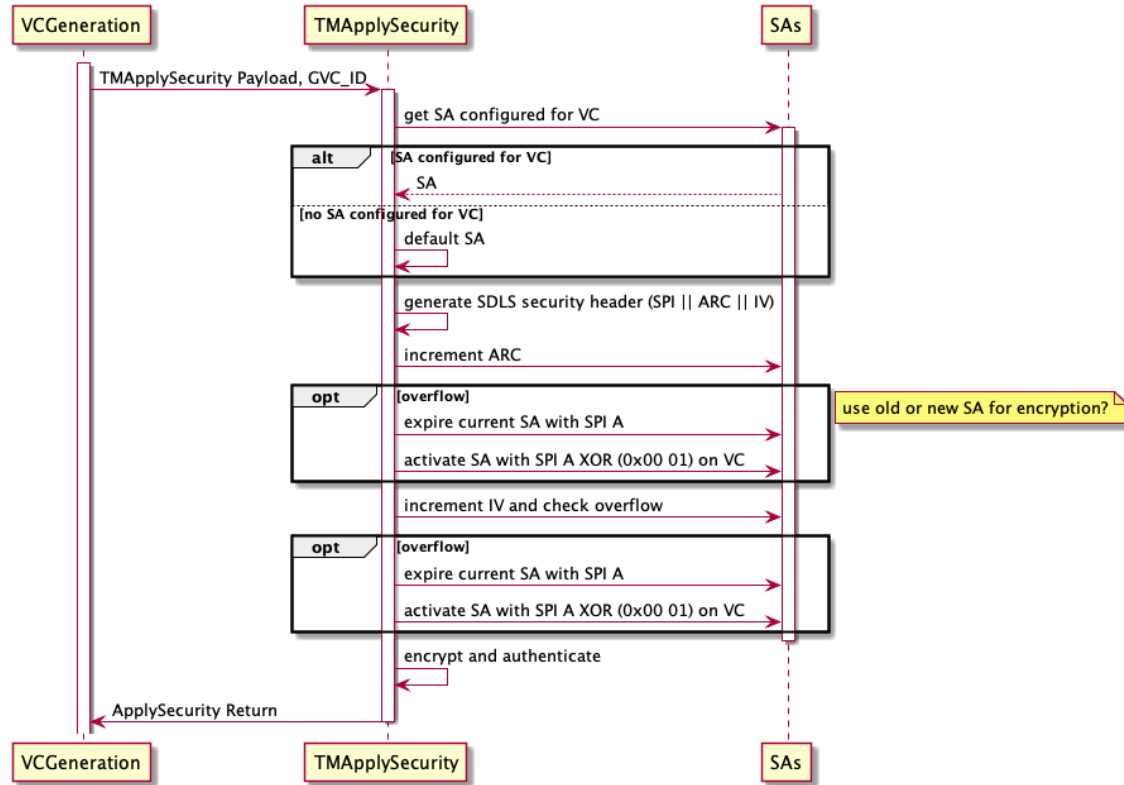 VCGeneration
TMApplySecurity
SAs
TMApplySecurity Payload, GVC_ID
get SA configured for VC
alt
[SA configured for VC]
SA
[no SA configured for VC]
default SA
generate SDLS security header (SPI || ARC || IV)
increment ARC
opt
[overflow]
use old or new SA for encryption?
expire current SA with SPI A
activate SA with SPI A XOR (0x00 01) on VC
increment IV and check overflow
opt
[overflow]
expire current SA with SPI A
activate SA with SPI A XOR (0x00 01) on VC
encrypt and authenticate
ApplySecurity Return
VCGeneration
TMApplySecurity
SAs